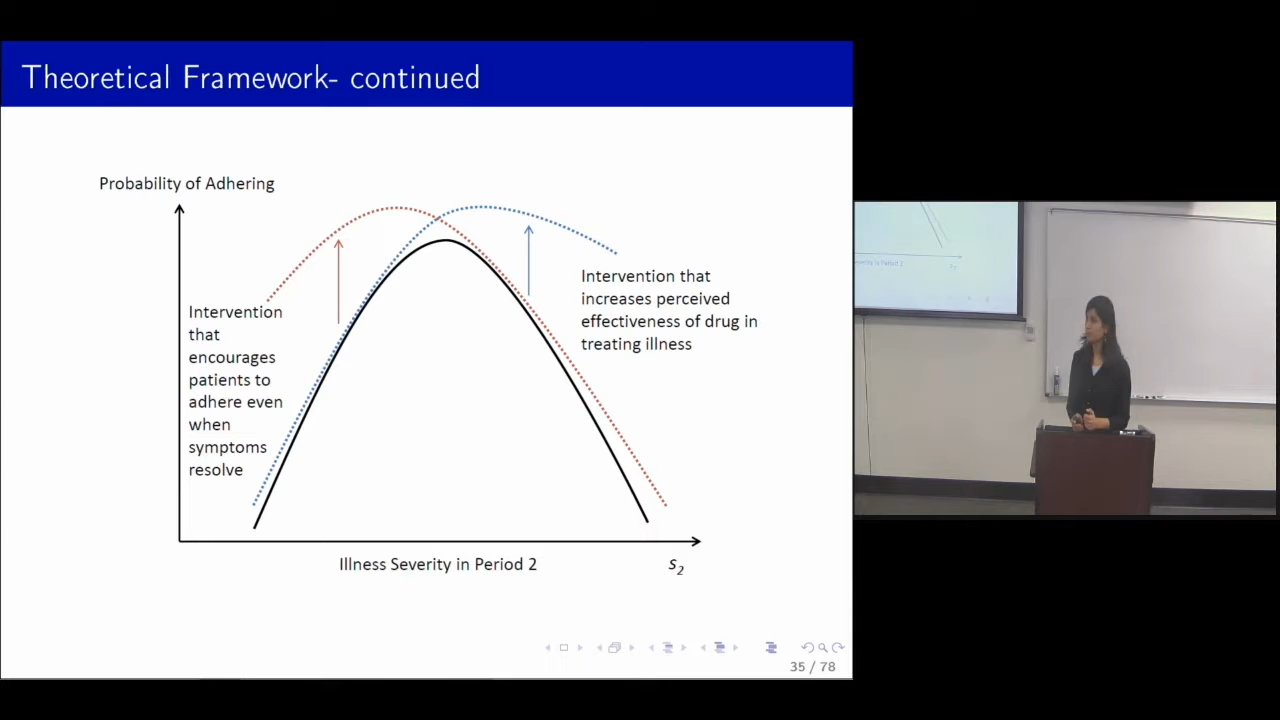 Theoretical Framework- continued
Probability of Adhering
Intervention
that
encourages
patients to
adhere even
when
symptoms
resolve
Intervention that
increases perceived
effectiveness of drug in
treating illness
Illness Severity in Period 2
s2
35 / 78